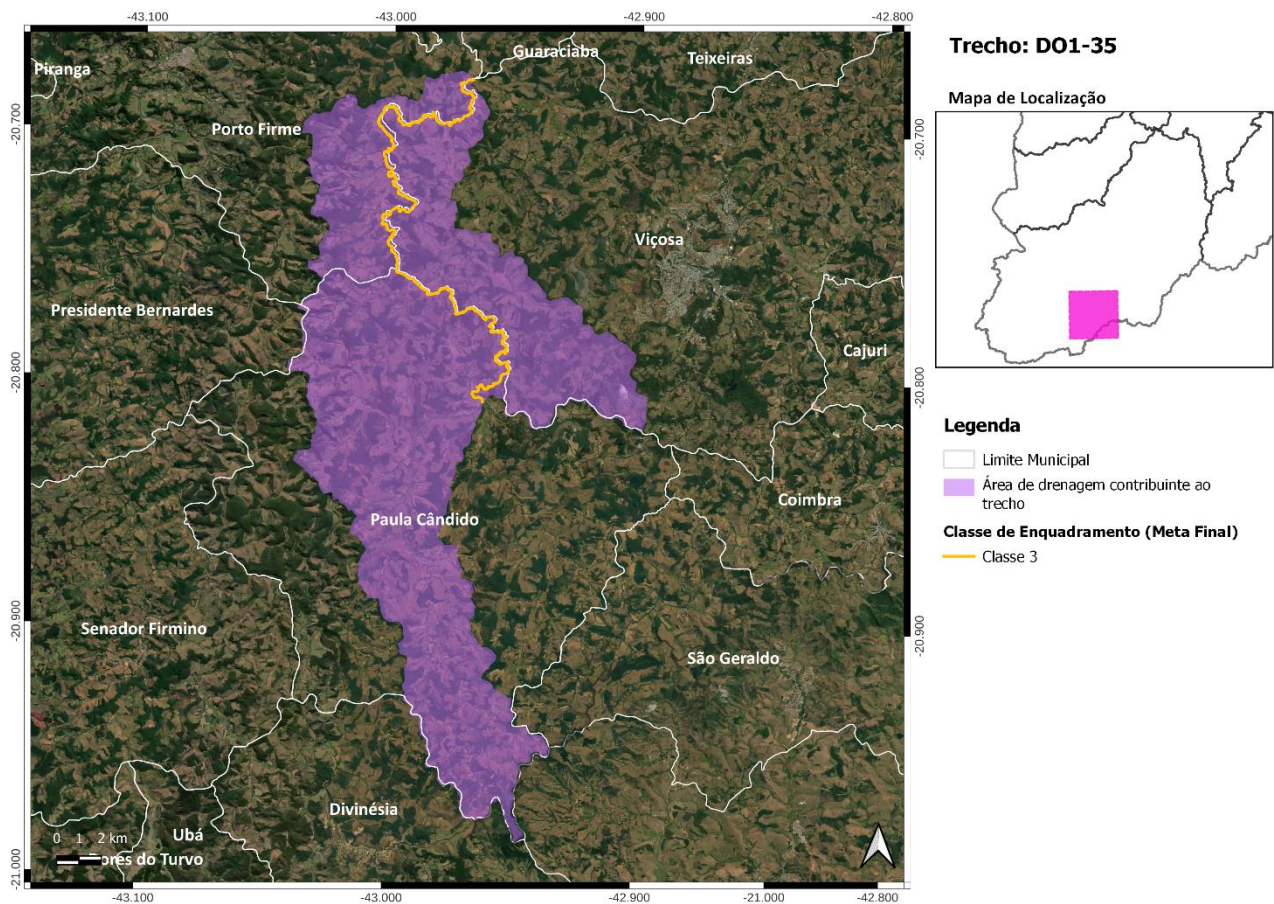 -43.100
-43.000
-42.900
-42.800
Guaraciaba
Teixeiras
Piranga
Porto Firme
-20.700
-20.700
Viçosa
Presidente Bernardes
Cajuri
-20.800
-20.800
Coimbra
Paula Cândido
Senador Firmino
-20.900
-20.900
São Geraldo
Divinésia
Ubá
0 1 2 km
ores do Turvo
-21.000
-43.100
-43.000
-42.900
-21.000
-42.800
Trecho: DO1-35
Mapa de Localização
Legenda
Limite Municipal
Área de drenagem contribuinte ao
trecho
Classe de Enquadramento (Meta Final)
Classe 3